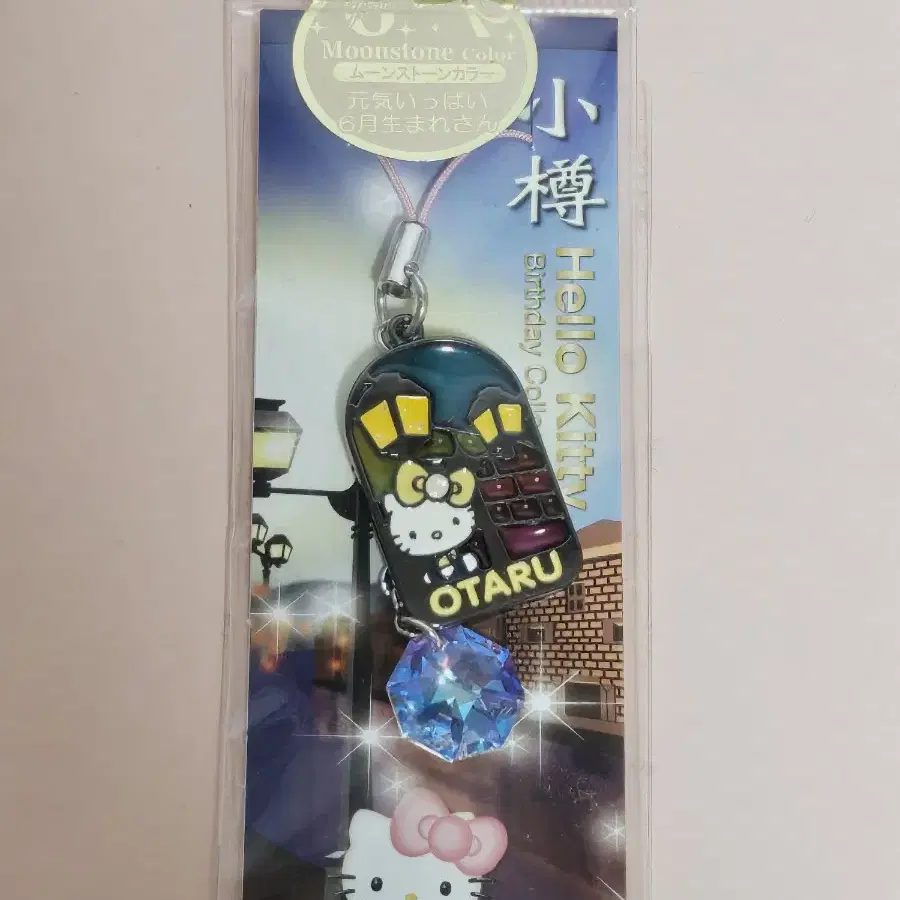 Moonstone Color
ムーンストーンカラー
元気いっぱい
6月生まれさん
小樽
Hello Kitty
Birthday
OTARU